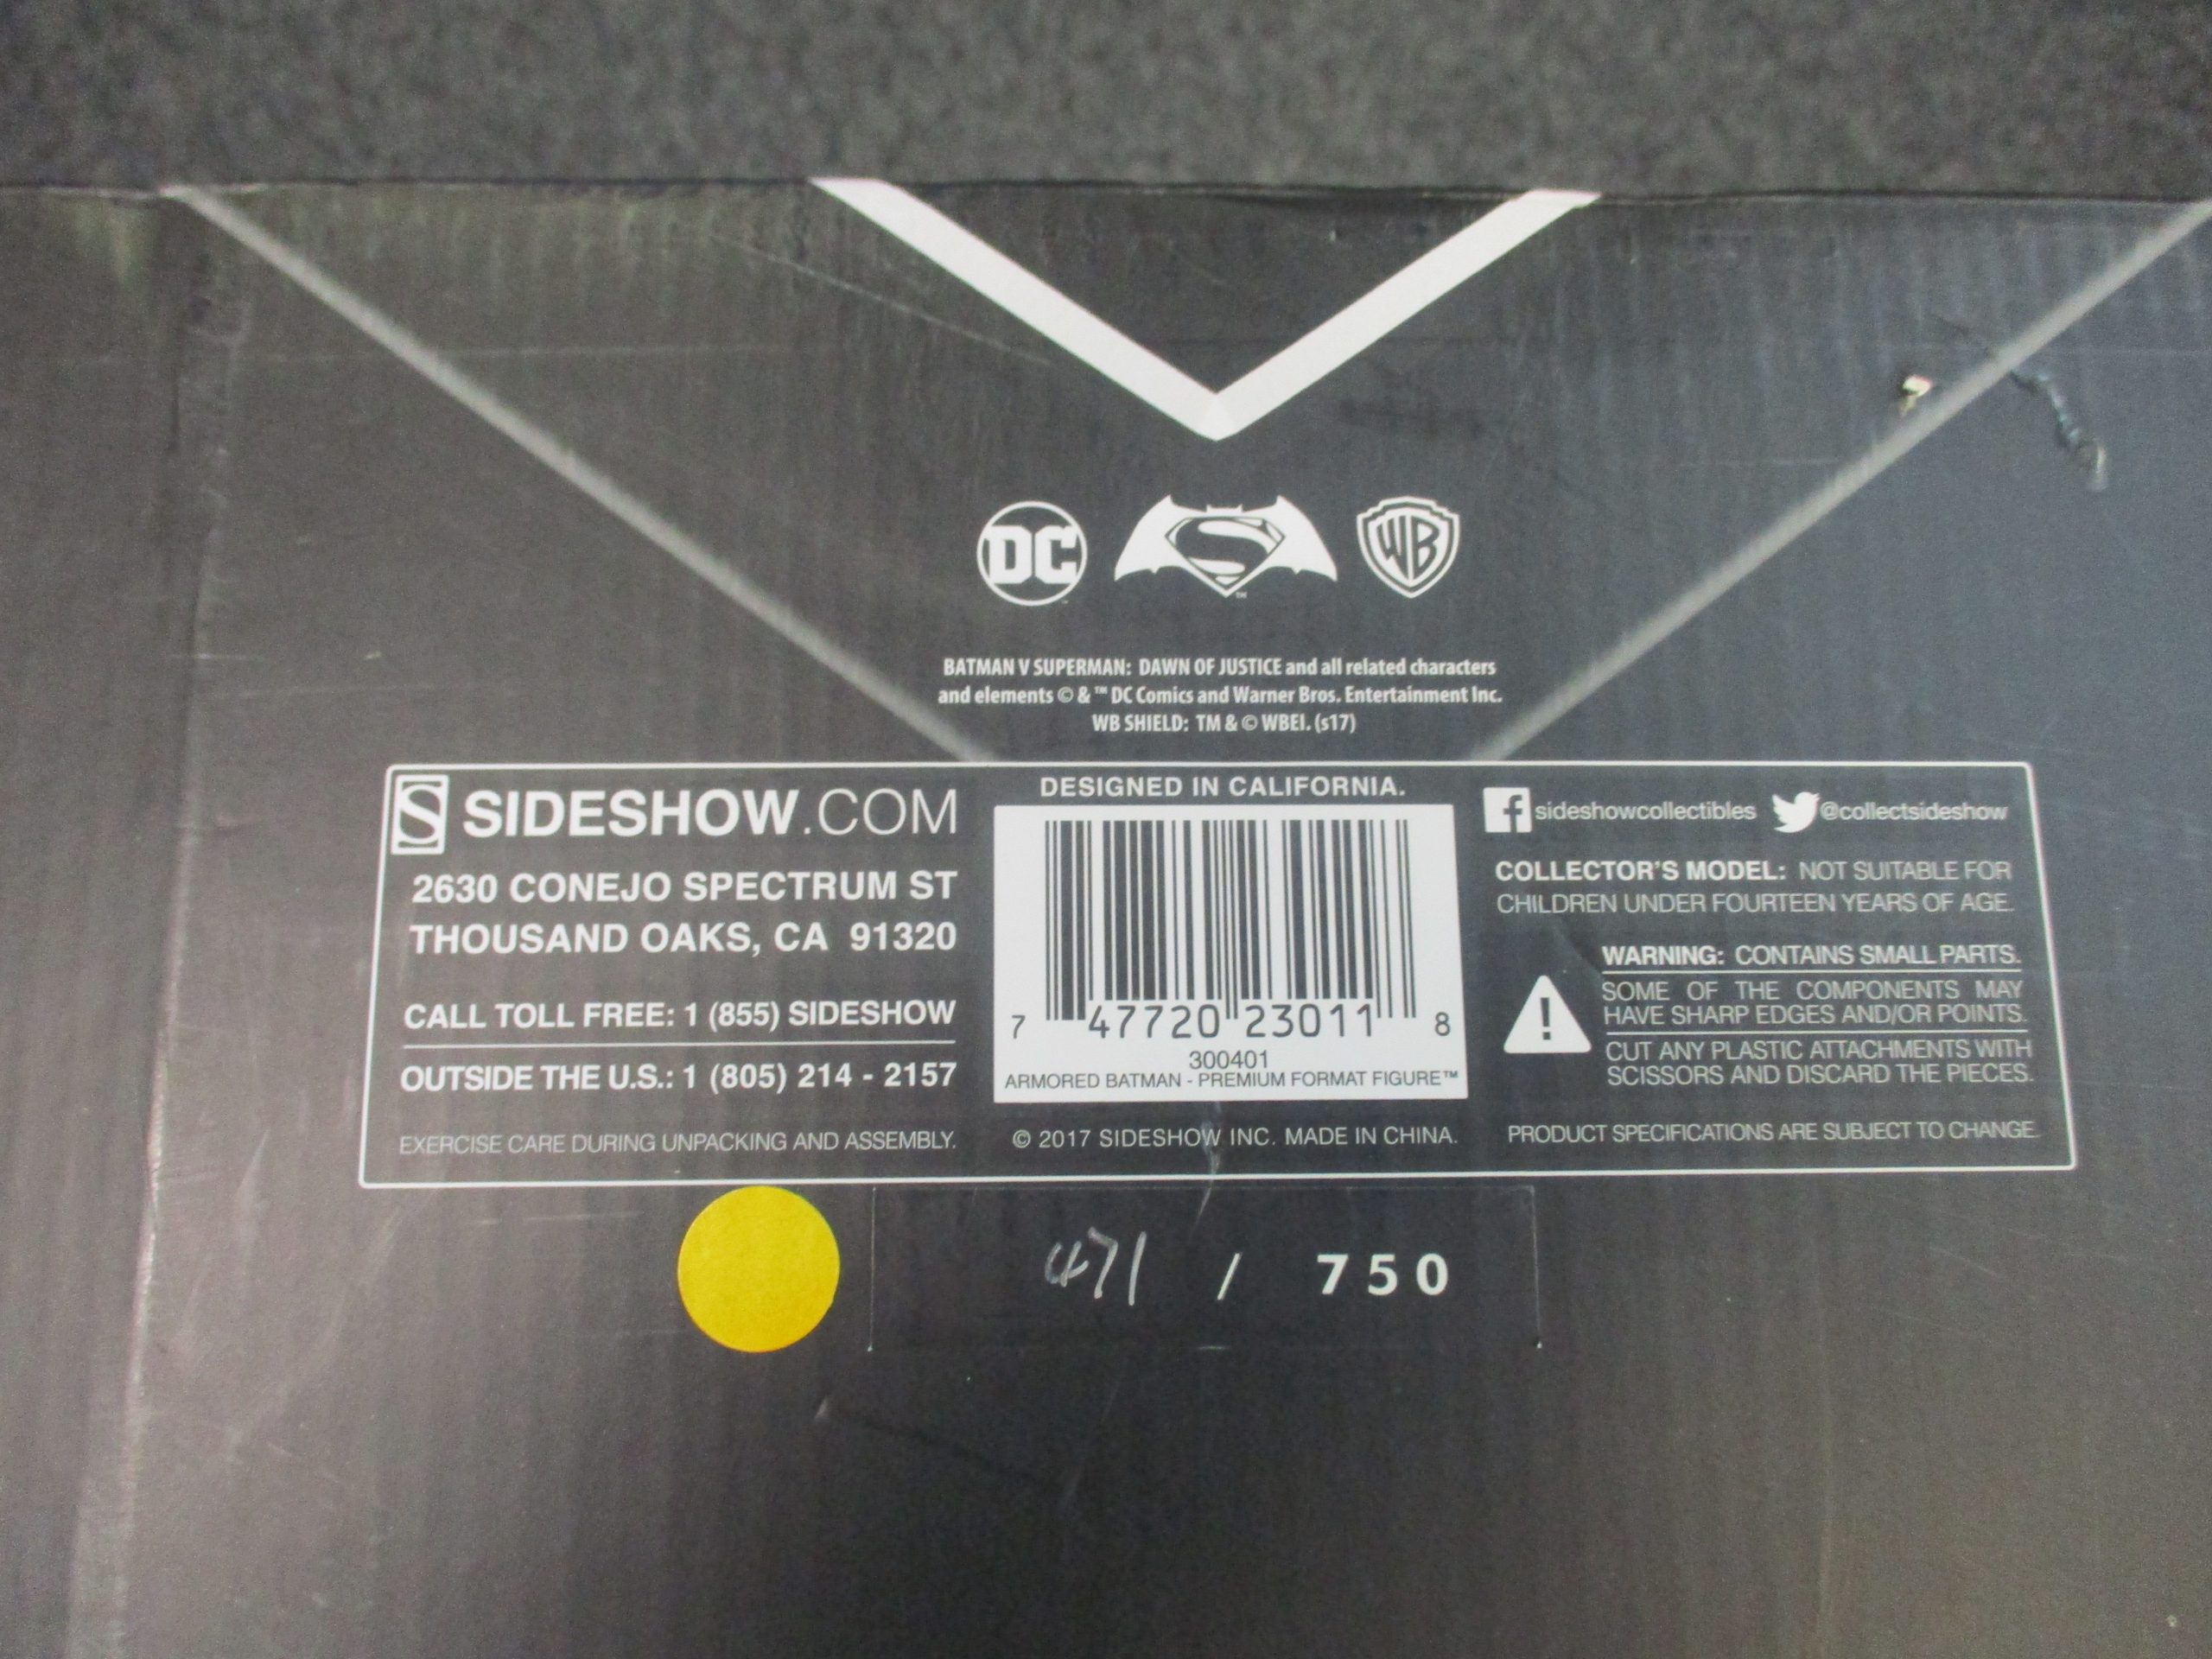 DC
S
WB
BATMAN V SUPERMAN: DAWN OF JUSTICE and all related characters
and elements © & ™ DC Comics and Warner Bros. Entertainment Inc.
WB SHIELD: TM & © WBEI. (s17)
S SIDESHOW.COM
2630 CONEJO SPECTRUM ST
THOUSAND OAKS, CA 91320
CALL TOLL FREE: 1 (855) SIDESHOW
OUTSIDE THE U.S.: 1 (805) 214 - 2157
EXERCISE CARE DURING UNPACKING AND ASSEMBLY.
DESIGNED IN CALIFORNIA.
7 47720 23011 8
300401
ARMORED BATMAN - PREMIUM FORMAT FIGURE™
© 2017 SIDESHOW INC. MADE IN CHINA.
f sideshowcollectibles @collectsideshow
COLLECTOR'S MODEL: NOT SUITABLE FOR
CHILDREN UNDER FOURTEEN YEARS OF AGE.
WARNING: CONTAINS SMALL PARTS.
SOME OF THE COMPONENTS MAY
HAVE SHARP EDGES AND/OR POINTS.
CUT ANY PLASTIC ATTACHMENTS WITH
SCISSORS AND DISCARD THE PIECES.
PRODUCT SPECIFICATIONS ARE SUBJECT TO CHANGE.
471 / 750